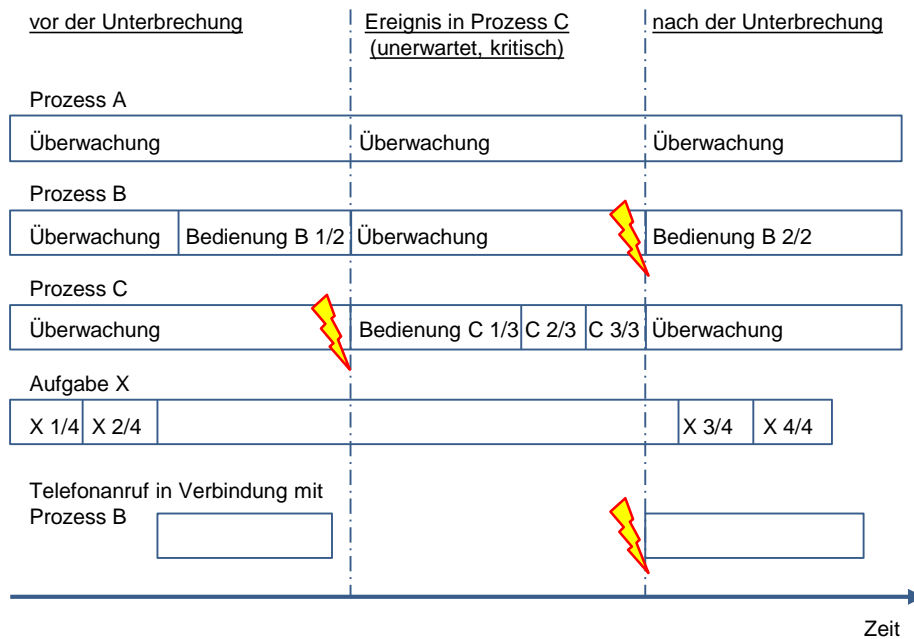 vor der Unterbrechung
Ereignis in Prozess C
(unerwartet, kritisch)
nach der Unterbrechung
Prozess A
Überwachung Überwachung Überwachung
Prozess B
Überwachung Bedienung B 1/2 Überwachung Bedienung B 2/2
Prozess C
Überwachung Bedienung C 1/3 C 2/3 C 3/3 Überwachung
Aufgabe X
X 1/4 X 2/4 X 3/4 X 4/4
Telefonanruf in Verbindung mit
Prozess B
Zeit